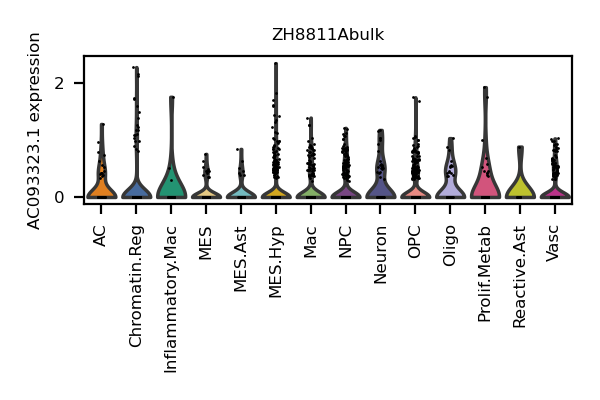 ZH8811Abulk
AC093323.1 expression
2
0
AC
Chromatin.Reg
Inflammatory.Mac
MES
MES.Ast
MES.Hyp
Mac
NPC
Neuron
OPC
Oligo
Prolif.Metab
Reactive.Ast
Vasc